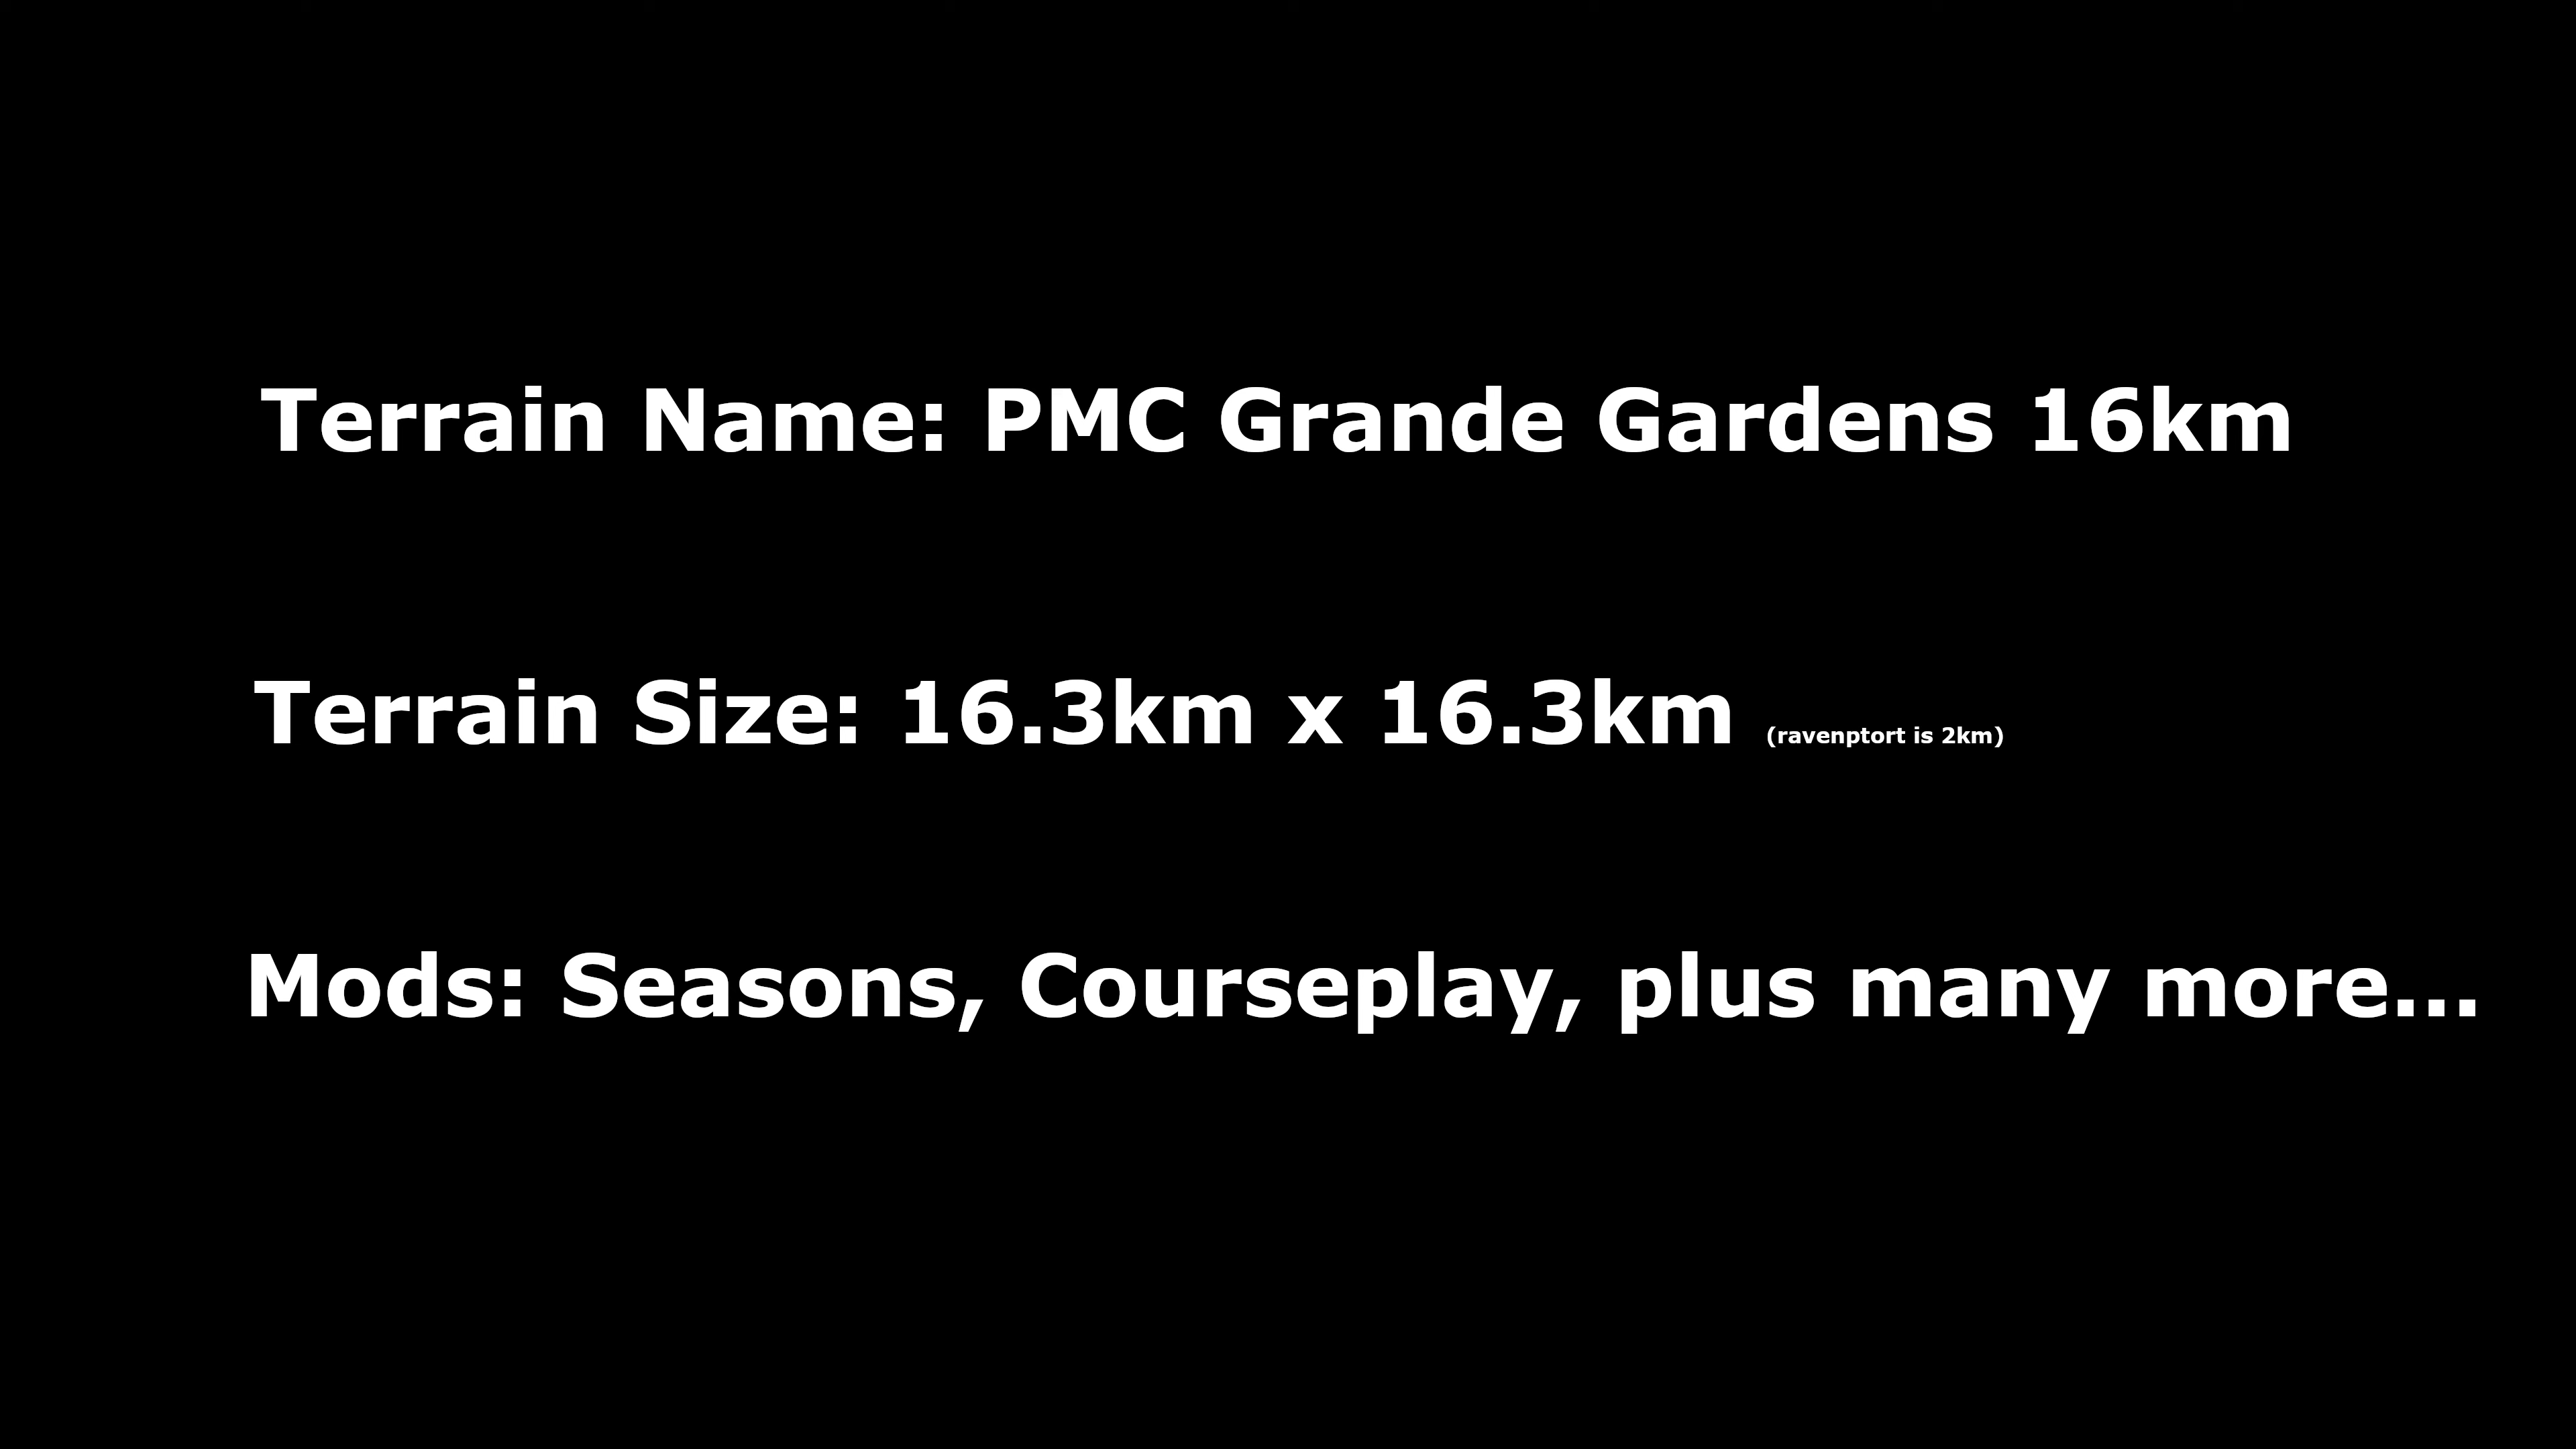 Terrain Name: PMC Grande Gardens 16km
Terrain Size: 16.3km x 16.3km (ravenptort is 2km)
Mods: Seasons, Courseplay, plus many more...